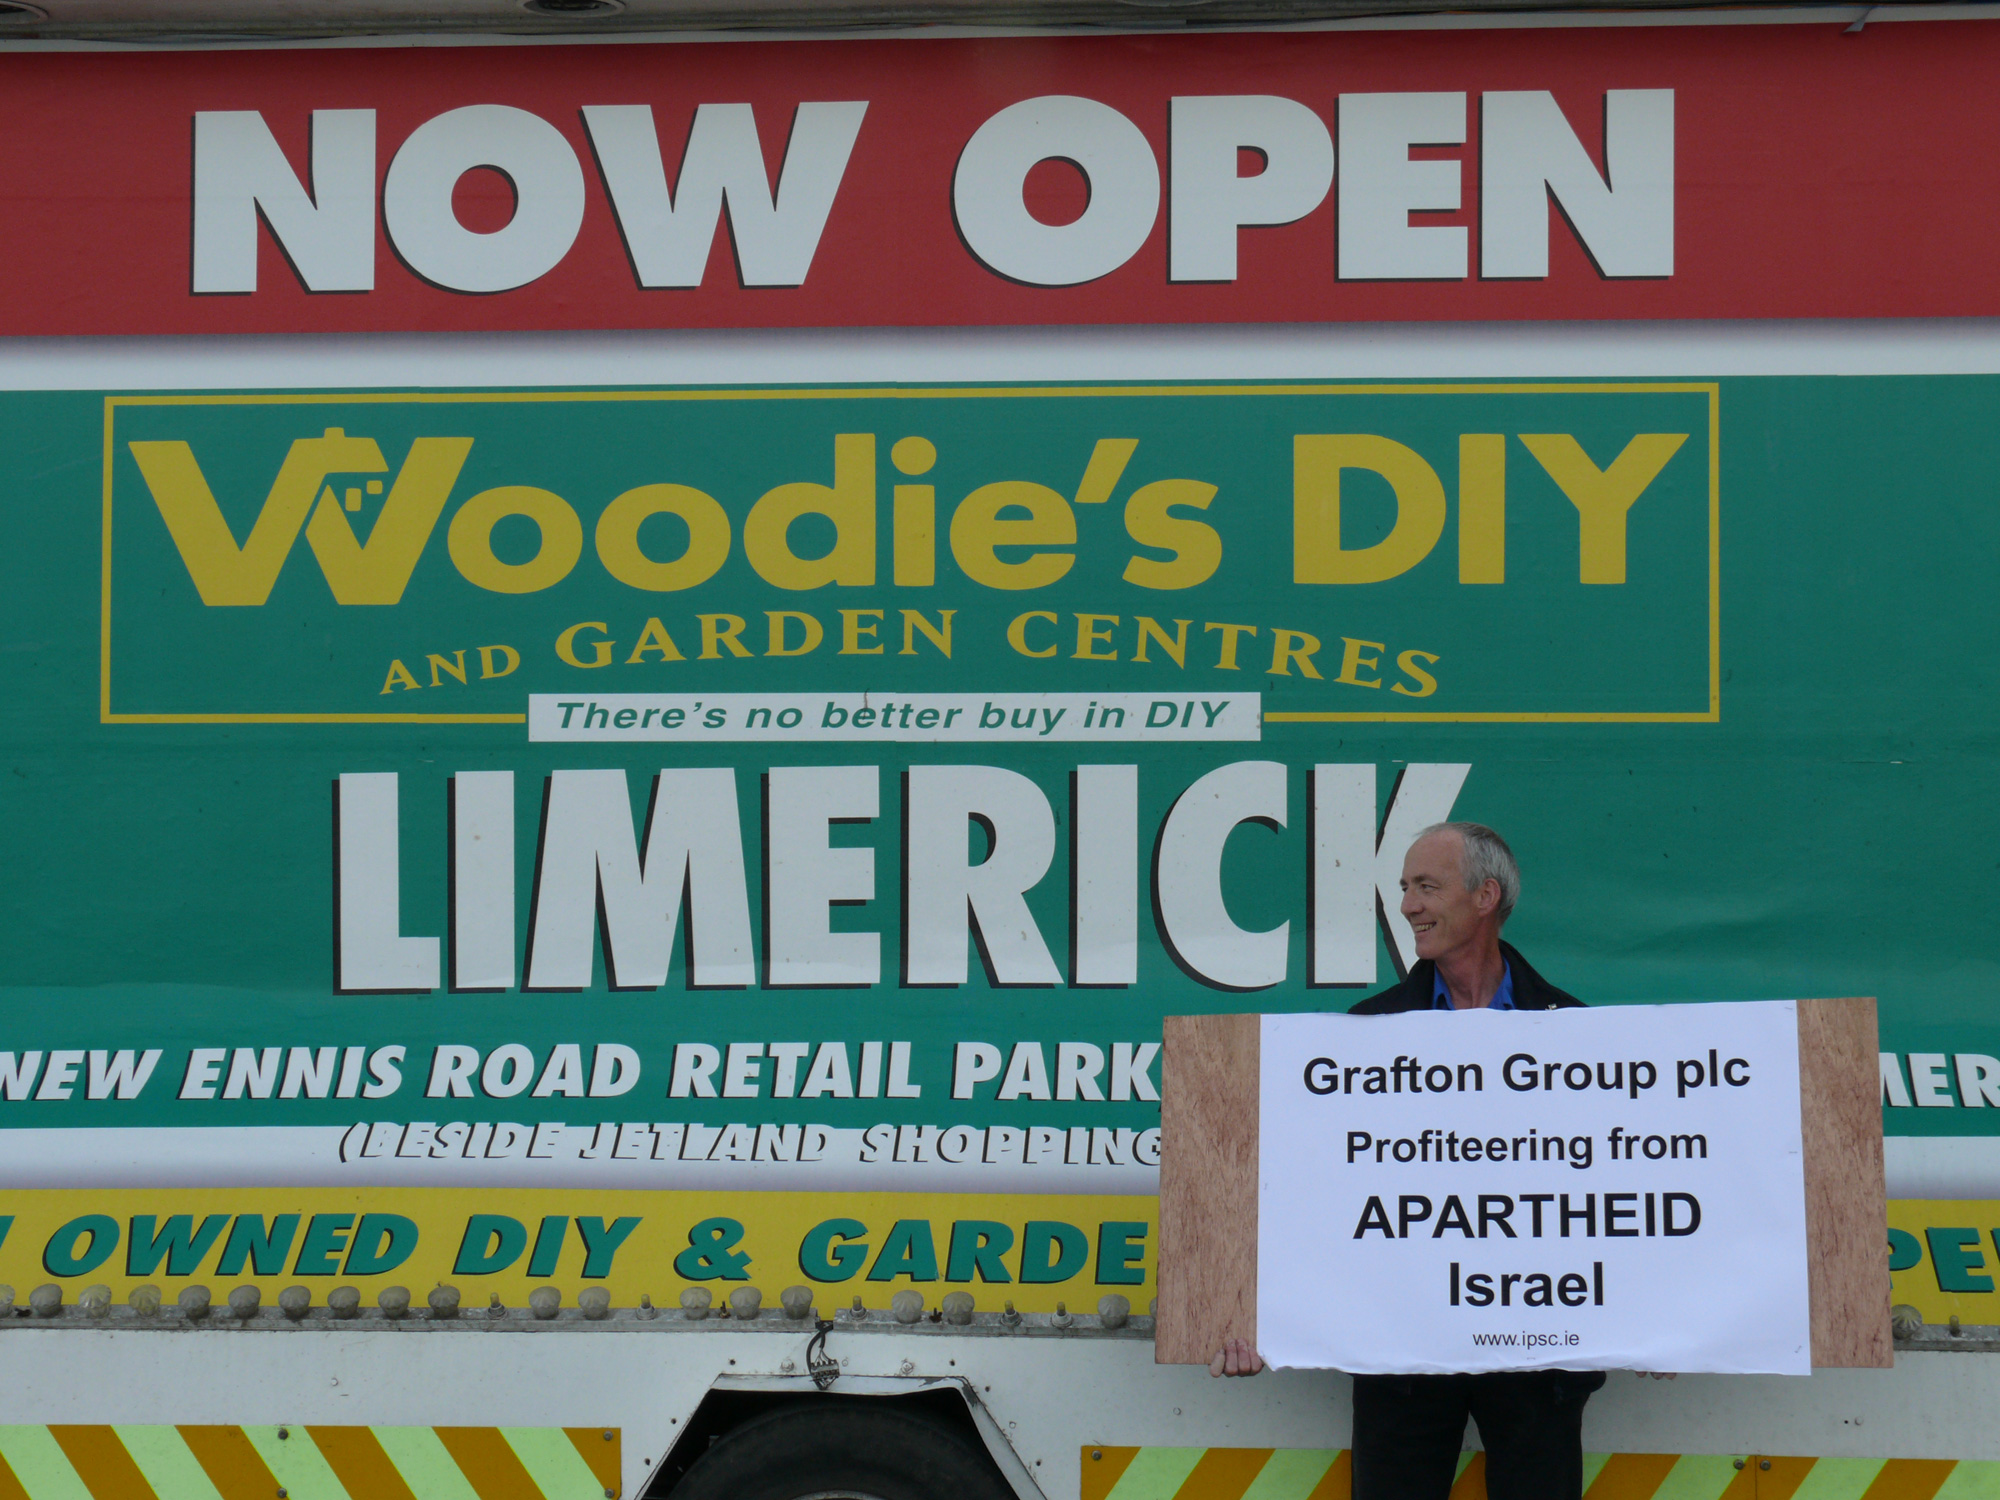 NOW OPEN
Woodie's DIY
AND GARDEN CENTRES
There's no better buy in DIY
LIMERICK
NEW ENNIS ROAD RETAIL PARK
(BESIDE JETLAND SHOPPING
OWNED DIY & GARDE
Grafton Group plc
Profiteering from
APARTHEID
Israel
www.ipsc.ie